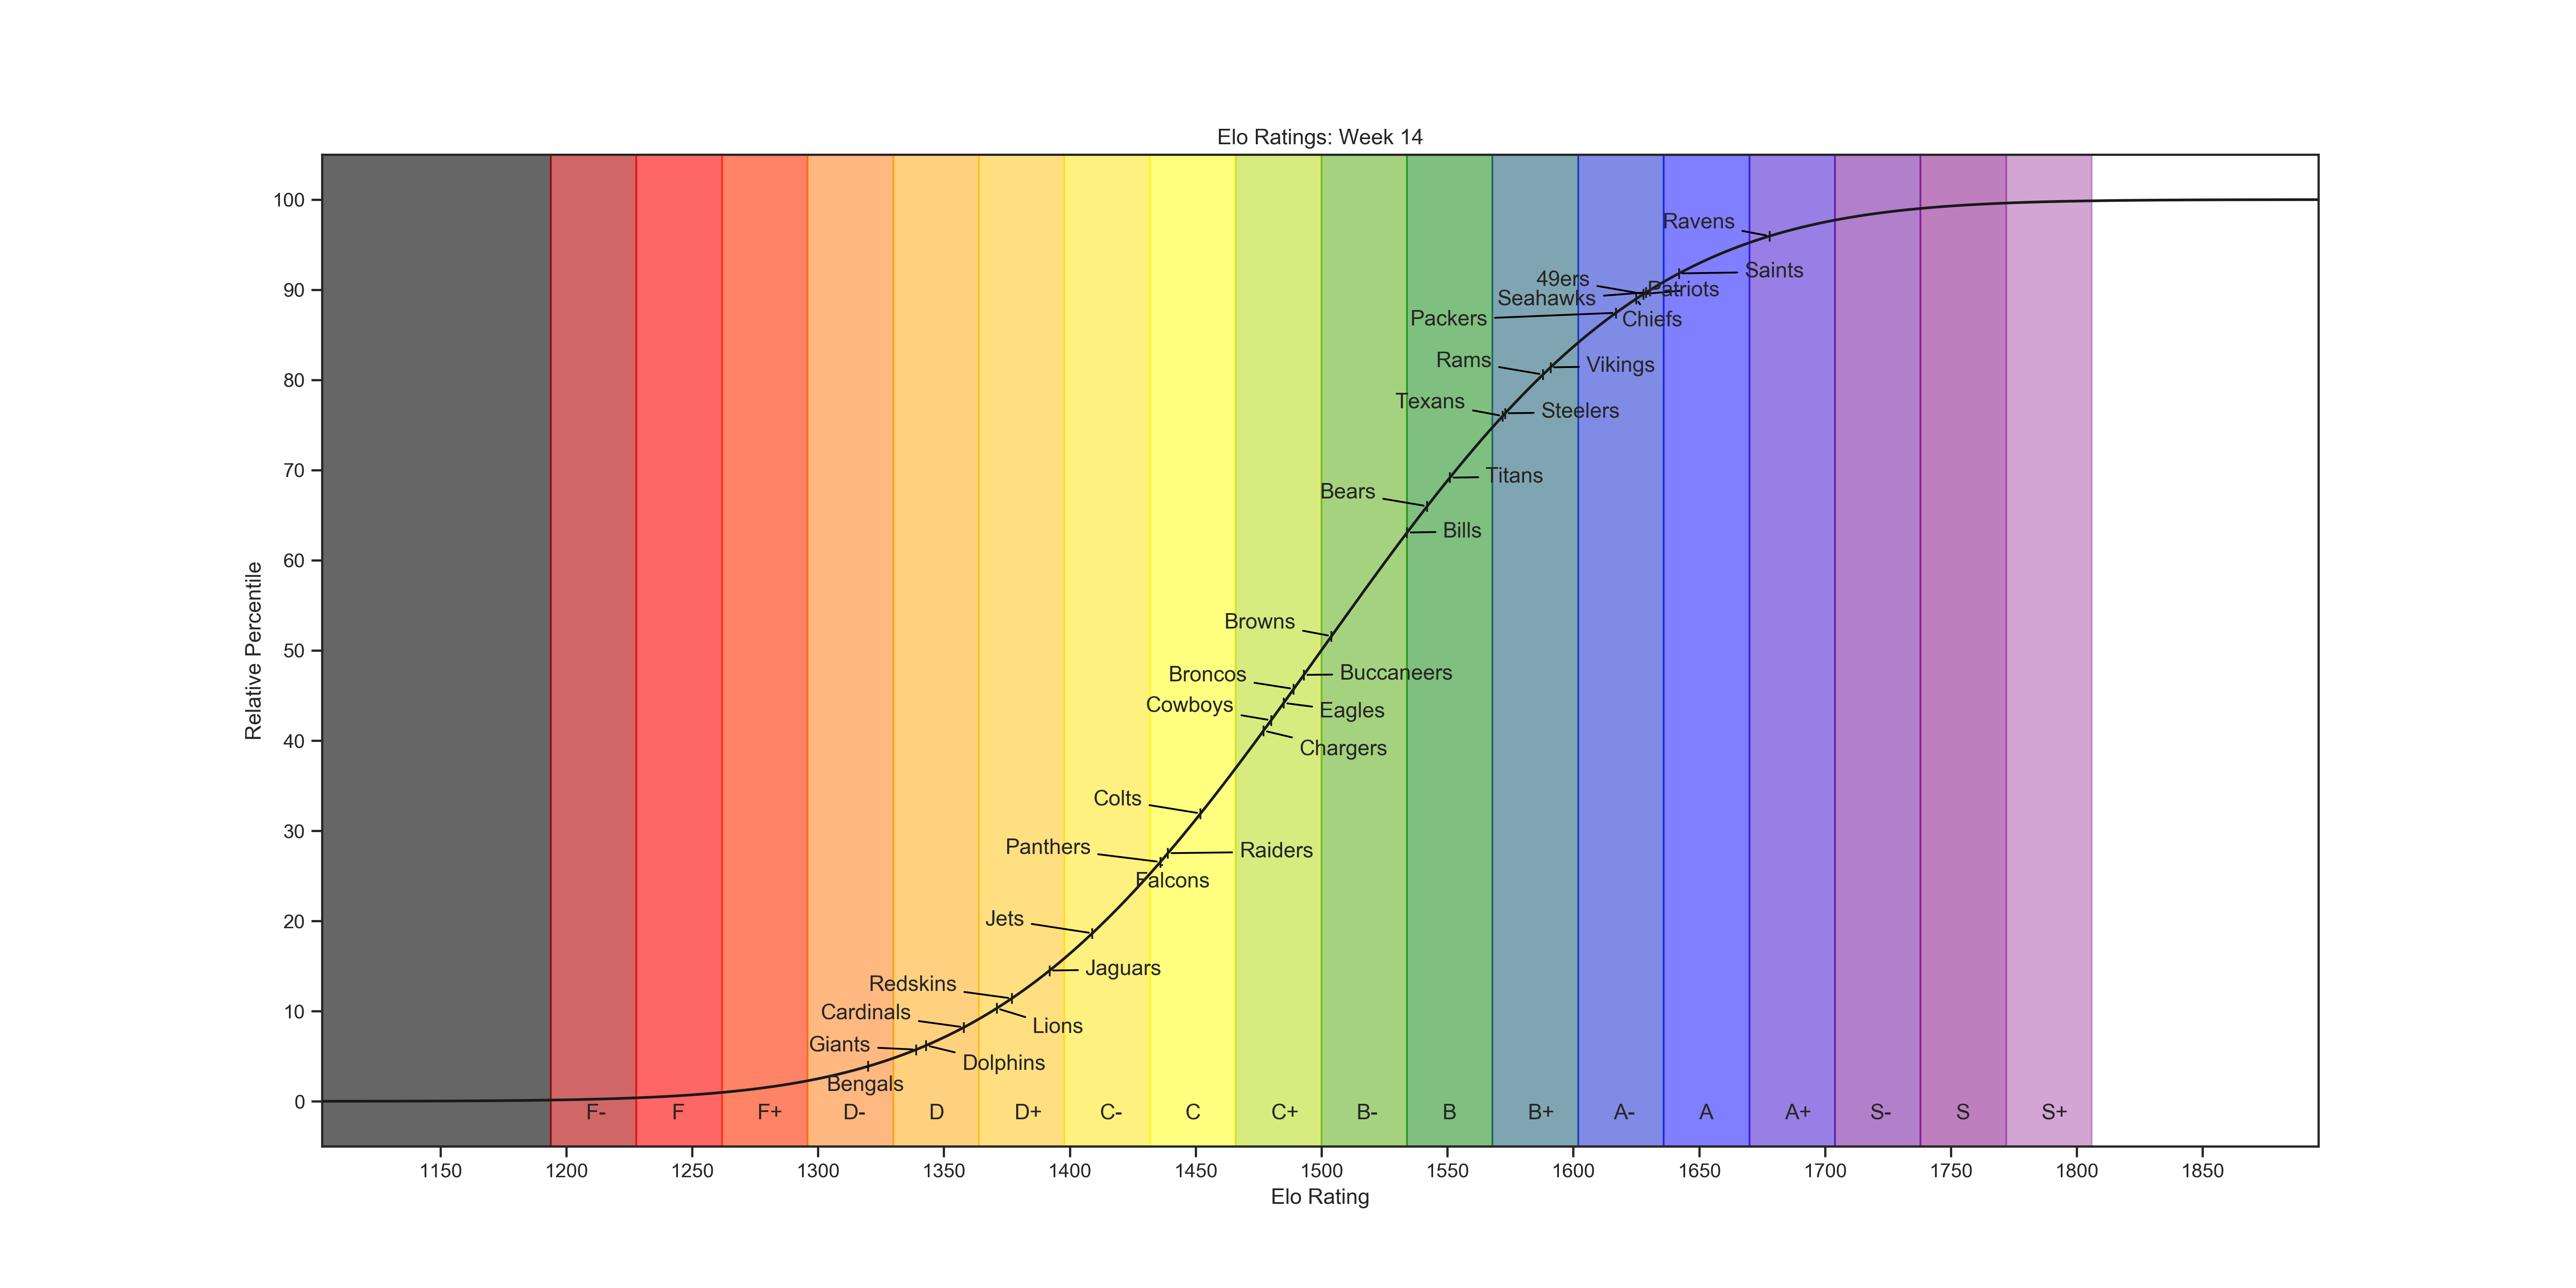 Elo Ratings: Week 14
100
Ravens
Saints
90
49ers
Patriots
Seahawks
Packers
Chiefs
80
Rams
Vikings
Texans
Steelers
70
Titans
Bears
Bills
60
Relative Percentile
Browns
50
Broncos
Buccaneers
Cowboys
Eagles
40
Chargers
Colts
30
Panthers
Raiders
Falcons
20
Jets
Jaguars
Redskins
10
Cardinals
Lions
Giants
Dolphins
Bengals
0
F- F F+ D- D D+ C- C C+ B- B B+ A- A A+ S- S S+
1150 1200 1250 1300 1350 1400 1450 1500 1550 1600 1650 1700 1750 1800 1850
Elo Rating